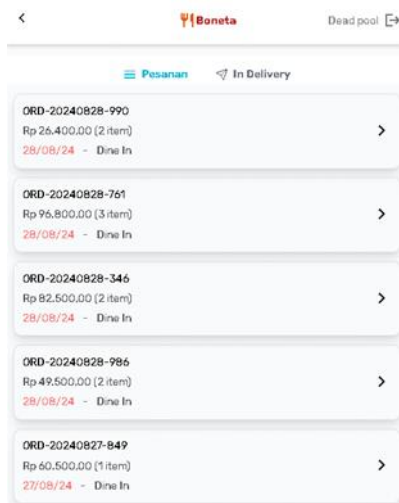 Boneta
Dead pool
Pesanan
In Delivery
ORD-20240828-990
Rp 26.400,00 (2 item)
28/08/24 - Dine In
ORD-20240828-761
Rp 96.800,00 (3 item)
28/08/24 - Dine In
ORD-20240828-346
Rp 82.500,00 (2 item)
28/08/24 - Dine In
ORD-20240828-986
Rp 49.500,00 (2 item)
28/08/24 - Dine In
ORD-20240827-849
Rp 60.500,00 (1 item)
27/08/24 - Dine In